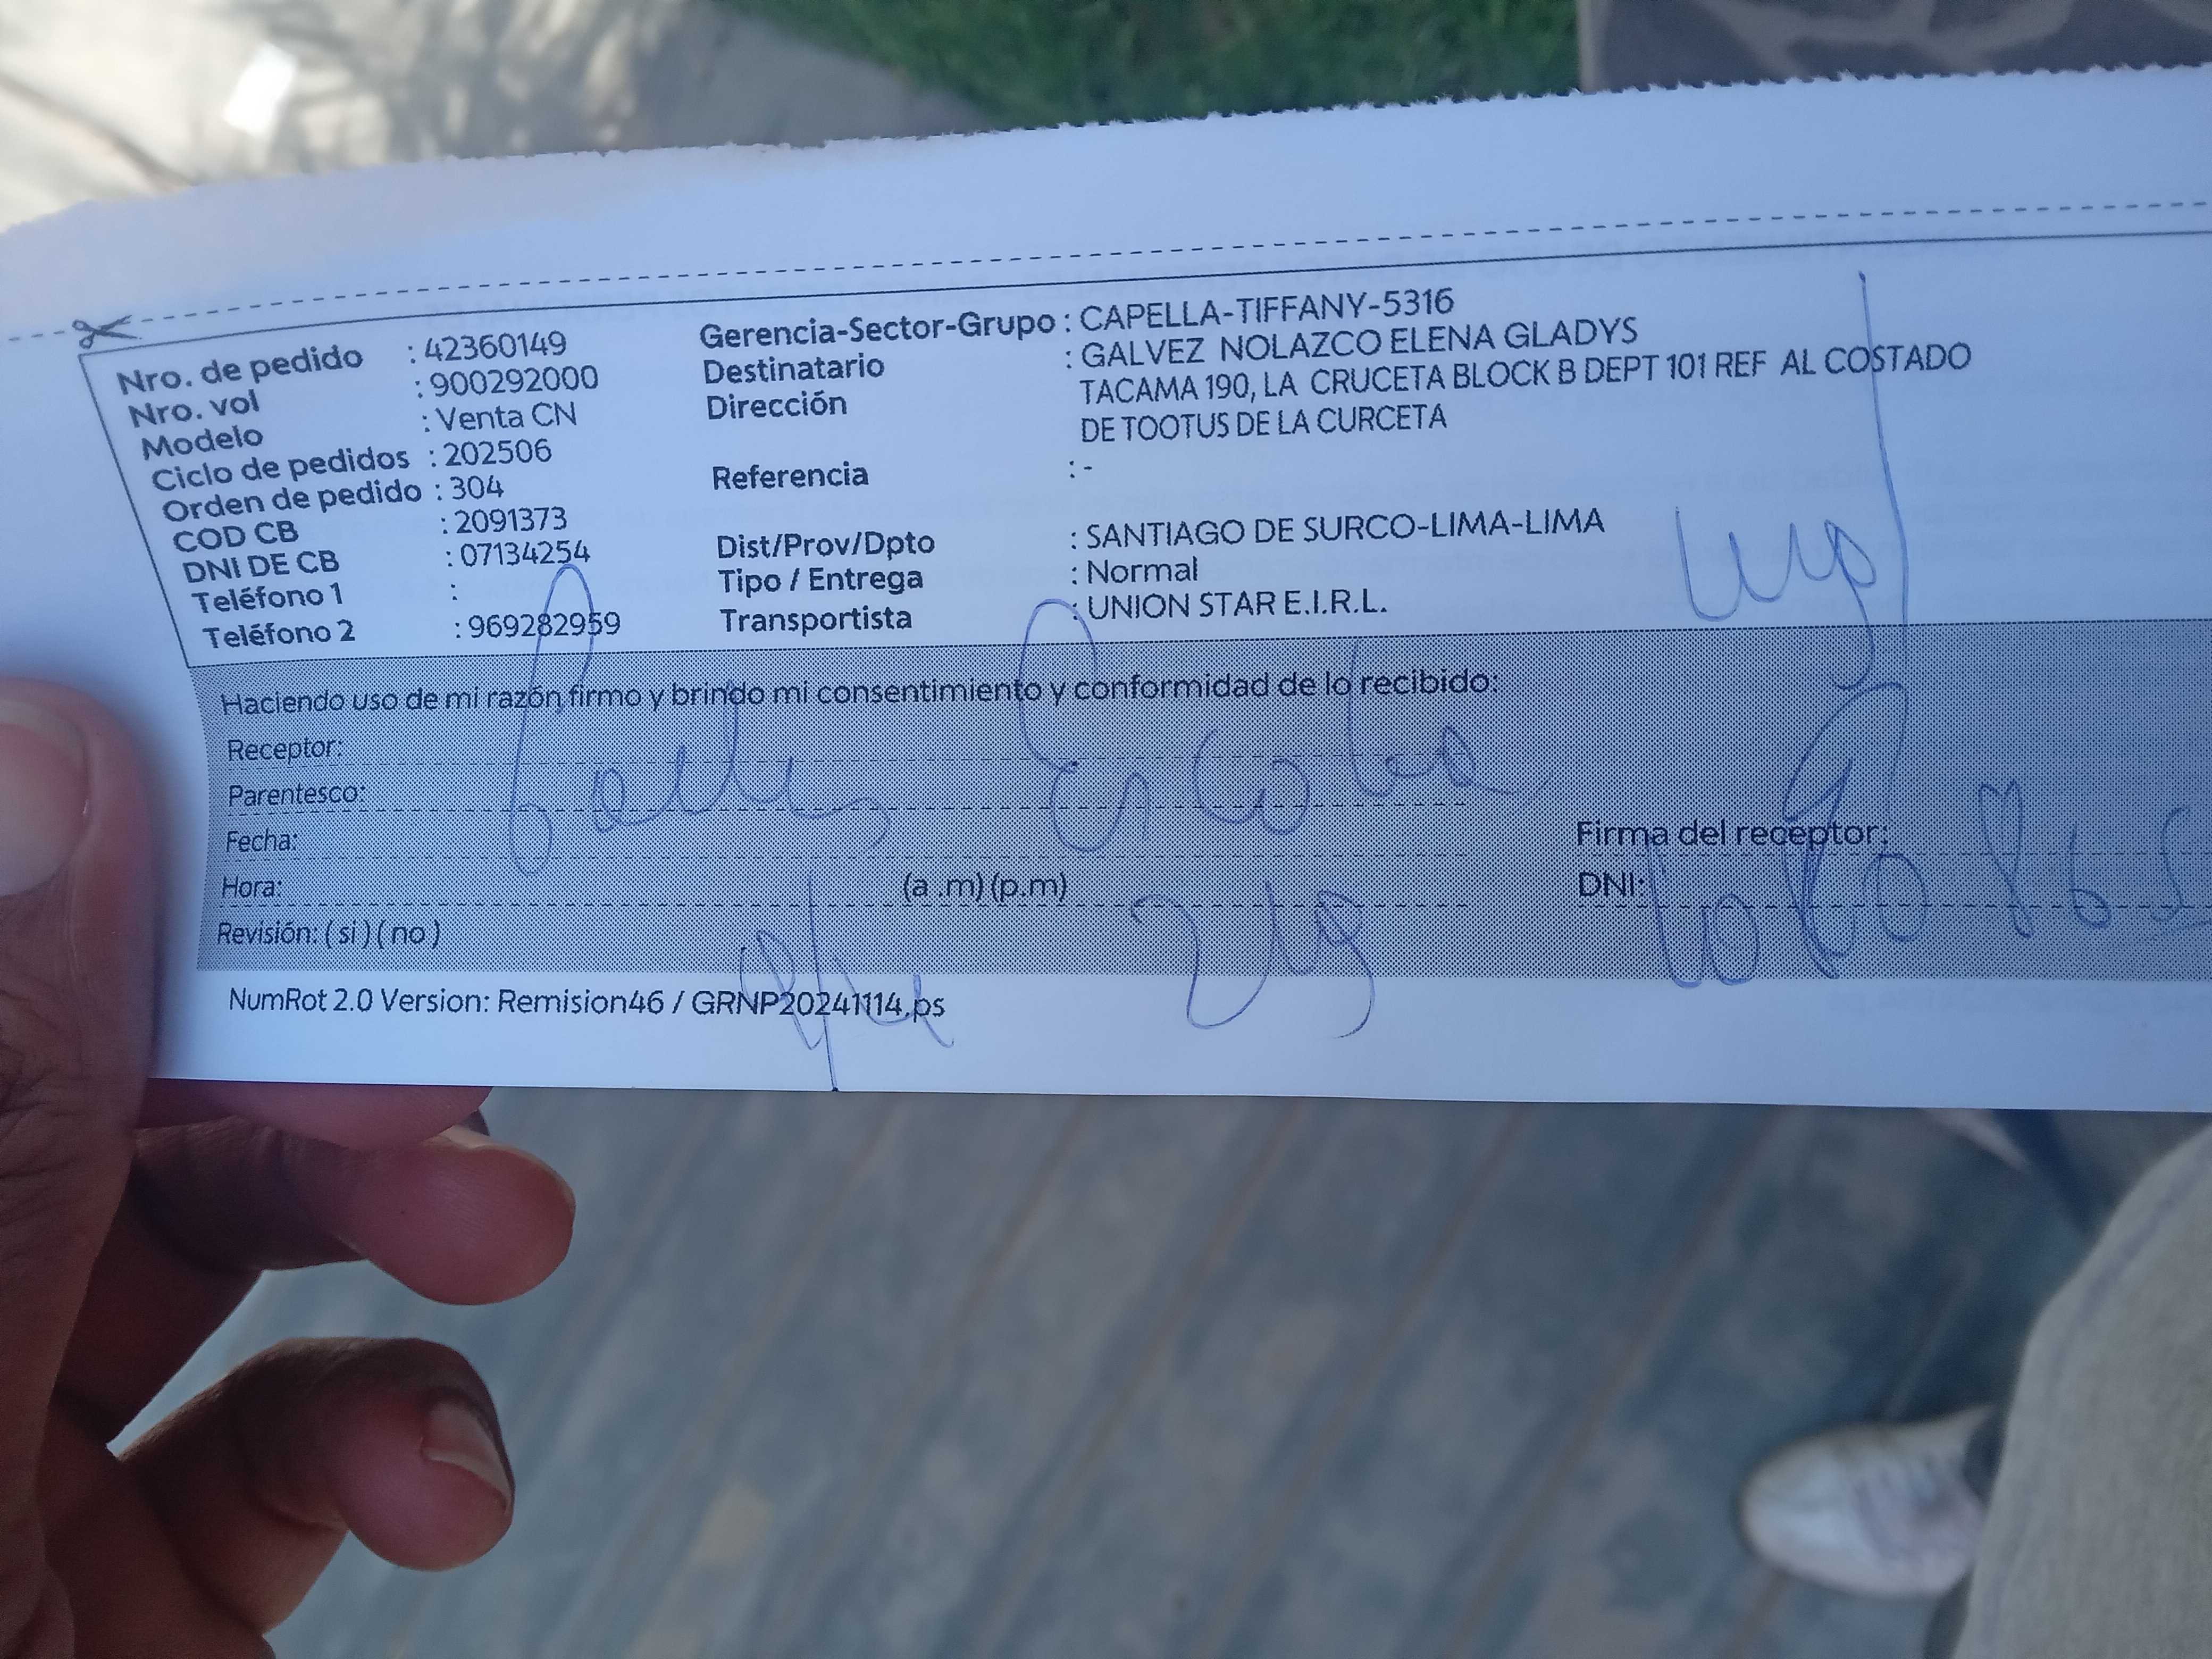 Nro. de pedido : 42360149
Nro. vol : 900292000
Modelo : Venta CN
Ciclo de pedidos : 202506
Orden de pedido : 304
COD CB : 2091373
DNI DE CB : 07134254
Teléfono 1 :
Teléfono 2 : 969282959
Gerencia-Sector-Grupo : CAPELLA-TIFFANY-5316
Destinatario : GALVEZ NOLAZCO ELENA GLADYS
Dirección TACAMA 190, LA CRUCETA BLOCK B DEPT 101 REF AL COSTADO
DE TOOTUS DE LA CURCETA
Referencia : -
Dist/Prov/Dpto : SANTIAGO DE SURCO-LIMA-LIMA
Tipo / Entrega : Normal
Transportista : UNION STAR E.I.R.L.
Haciendo uso de mi razón, firmo y brindo mi consentimiento y conformidad de lo recibido:
Receptor:
Parentesco:
Fecha:
Hora: (a .m) (p.m)
Revisión: ( si ) ( no )
Firma del receptor:
DNI:
NumRot 2.0 Version: Remision46 / GRNP20241114.ps